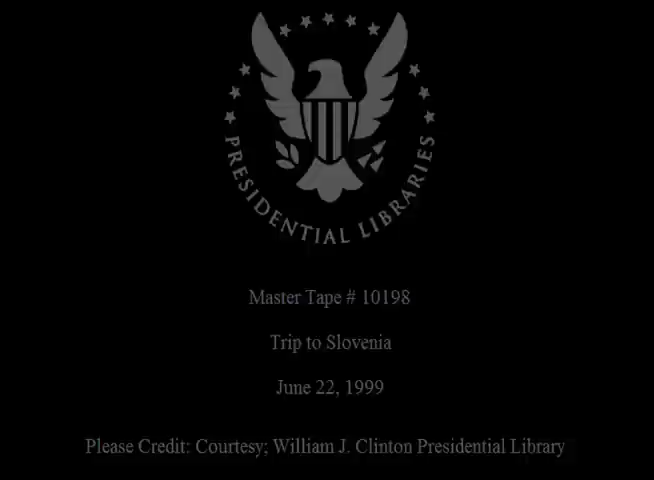 PRESIDENTIAL LIBRARIES
Master Tape # 10198
Trip to Slovenia
June 22, 1999
Please Credit: Courtesy; William J. Clinton Presidential Library